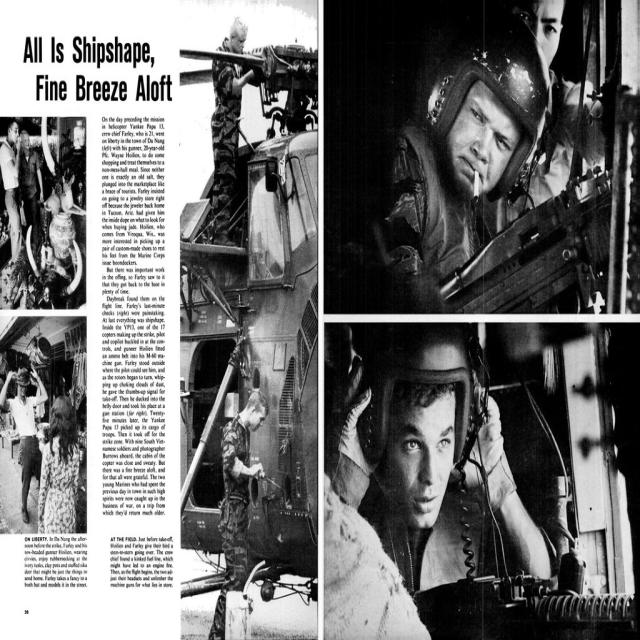 All Is Shipshape,
Fine Breeze Aloft
On the day preceding the mission
in helicopter Yankee Papa 13,
crew chief Farley, who is 21, went
on liberty in the town of Da Nang
(left) with his gunner, 20-year-old
Pfc. Wayne Hoilien, to do some
shopping and treat themselves to a
non-mess-hall meal. Since neither
one is exactly an old salt, they
plunged into the marketplace like
a brace of tourists. Farley insisted
on going to a jewelry store right
off because the jeweler back home
in Tucson, Ariz. had given him
the inside dope on what to look for
when buying jade. Hoilien, who
comes from Viroqua, Wis., was
more interested in picking up a
pair of custom-made shoes to rest
his feet from the Marine Corps
issue boondockers.
But there was important work
in the offing, so Farley saw to it
that they got back to the base in
plenty of time.
Daybreak found them on the
flight line. Farley's last-minute
checks (right) were painstaking.
At last everything was shipshape.
Inside the YP13, one of the 17
copters making up the strike, pilot
and copilot buckled in at the con-
trols, and gunner Hoilien fitted
an ammo belt into his M-60 ma-
chine gun. Farley stood outside
where the pilot could see him, and
as the rotors began to turn, whip-
ping up choking clouds of dust,
he gave the thumbs-up signal for
take-off. Then he ducked into the
belly door and took his place at a
gun station (far right). Twenty-
five minutes later, the Yankee
Papa 13 picked up its cargo of
troops. Then it took off for the
strike zone. With nine South Viet-
namese soldiers and photographer
Burrows aboard, the cabin of the
copter was close and sweaty. But
there was a fine breeze aloft, and
for that all were grateful. The two
young Marines who had spent the
previous day in town in such high
spirits were now caught up in the
business of war, on a trip from
which they'd return much older.
ON LIBERTY. In Da Nang the after-
noon before the strike, Farley and his
tow-headed gunner Hoilien, wearing
civvies, enjoy rubbernecking at the
ivory tusks, clay pots and stuffed
that might be just the things to
send home. Farley takes a fancy to a
bush hat and models it in the street.
AT THE FIELD. Just before take-off,
Hoilien and Farley give their bird a
stem-to-stern going over. The crew
chief found a kinked fuel line, which
might have led to an engine fire.
Then, as the flight begins, the two ad-
just their headsets and unlimber the
machine guns for what lies in store.